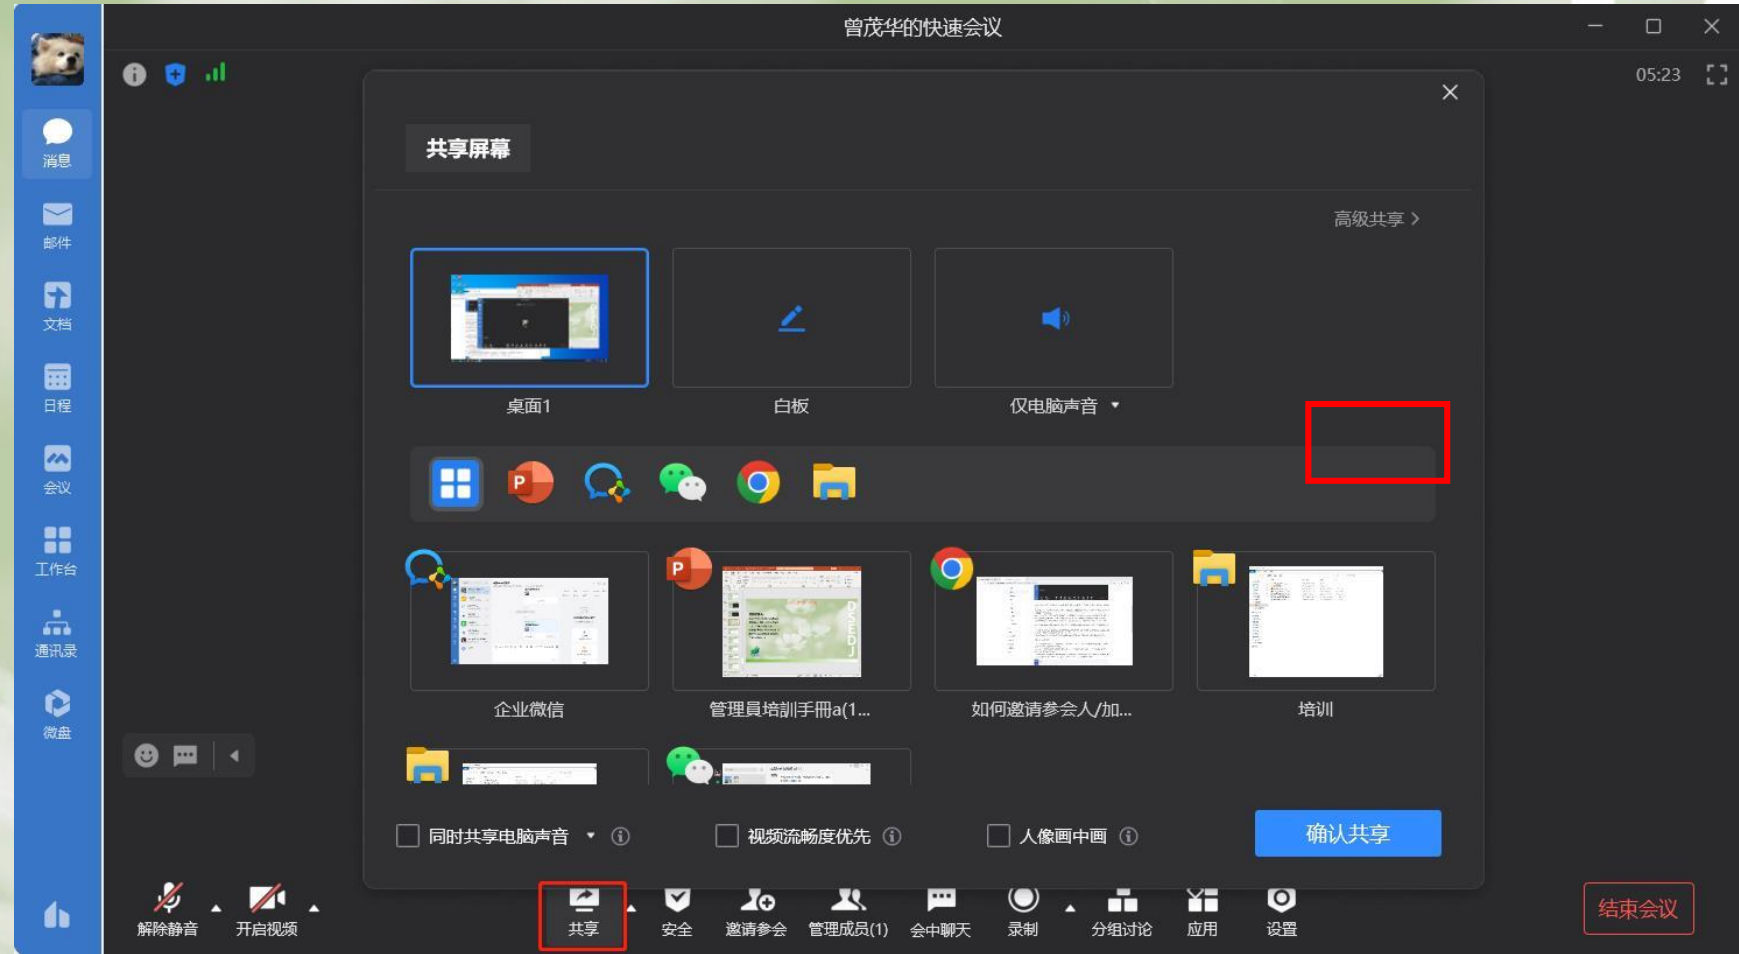 曾茂华的快速会议
05:23
消息
邮件
文档
日程
会议
工作台
通讯录
微盘
共享屏幕
高级共享
桌面1
白板
仅电脑声音
企业微信
管理員培訓手冊a(1...
如何邀请参会人/加...
培训
同时共享电脑声音
视频流畅度优先
人像画中画
确认共享
解除静音
开启视频
共享
安全
邀请参会
管理成员(1)
会中聊天
录制
分组讨论
应用
设置
结束会议